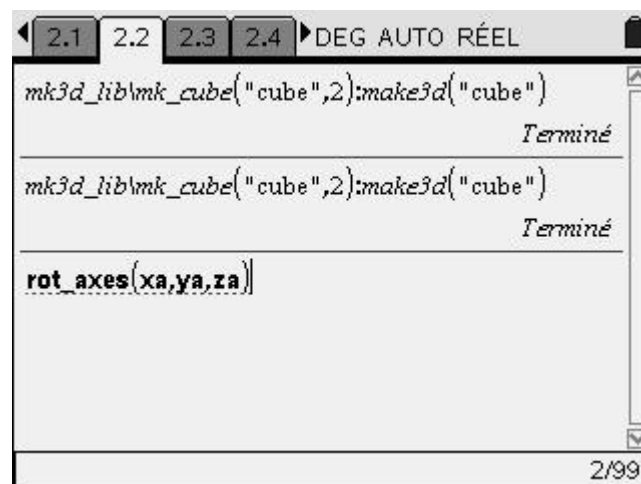 2.1 2.2 2.3 2.4 DEG AUTO RÉEL
mk3d_lib\mk_cube("cube",2):make3d("cube")
Terminé
mk3d_lib\mk_cube("cube",2):make3d("cube")
Terminé
rot_axes(xa,ya,za)
2/99